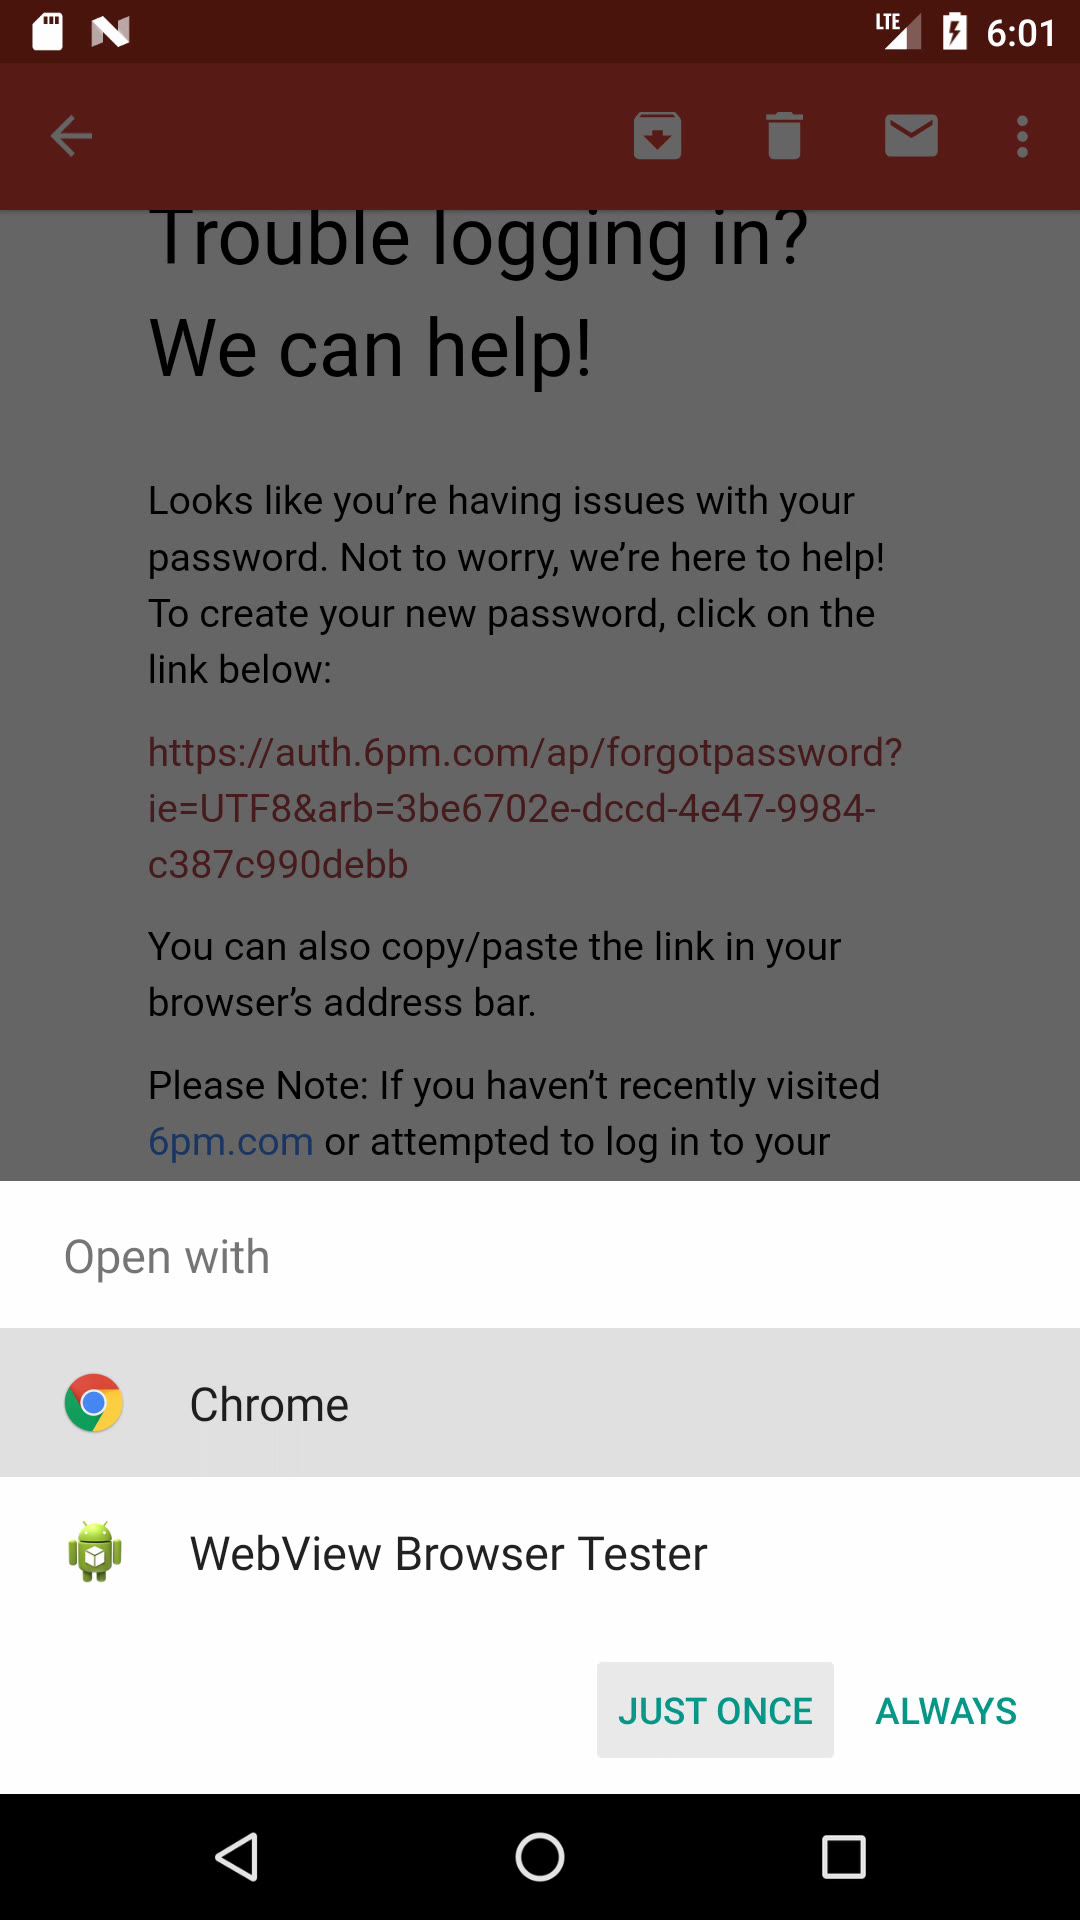 LTE 6:01
Trouble logging in?
We can help!
Looks like you’re having issues with your
password. Not to worry, we’re here to help!
To create your new password, click on the
link below:
https://auth.6pm.com/ap/forgotpassword?
ie=UTF8&arb=3be6702e-dccd-4e47-9984-
c387c990debb
You can also copy/paste the link in your
browser’s address bar.
Please Note: If you haven’t recently visited
6pm.com or attempted to log in to your
Open with
Chrome
WebView Browser Tester
JUST ONCE ALWAYS